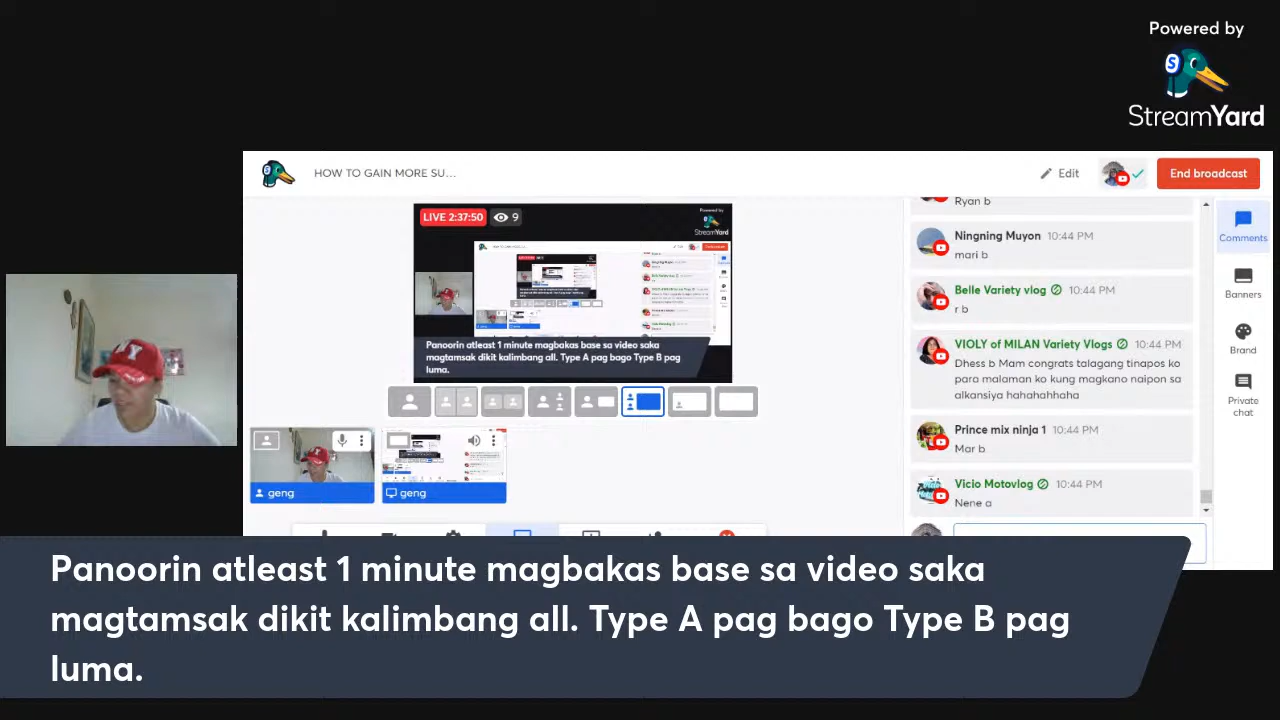 Powered by
StreamYard
HOW TO GAIN MORE SU...
Edit
End broadcast
LIVE 2:37:50
9
Powered by
StreamYard
Panoorin atleast 1 minute magbakas base sa video saka
magtamsak dikit kalimbang all. Type A pag bago Type B pag
luma.
geng
geng
Ryan b
Ningning Muyon 10:44 PM
mari b
Belle Variety vlog 10:44 PM
r b
VIOLY of MILAN Variety Vlogs 10:44 PM
Dhess b Mam congrats talagang tinapos ko
para malaman ko kung magkano naipon sa
alkansiya hahahhhaha
Prince mix ninja 1 10:44 PM
Mar b
Vicio Motovlog 10:44 PM
Nene a
Comments
Banners
Brand
Private
chat
Panoorin atleast 1 minute magbakas base sa video saka
magtamsak dikit kalimbang all. Type A pag bago Type B pag
luma.